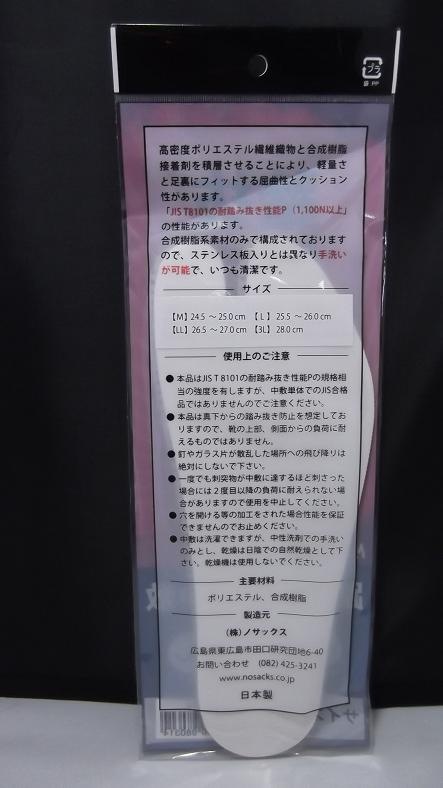 プラ
袋:PP
高密度ポリエステル繊維織物と合成樹脂
接着剤を積層させることにより、軽量さ
と足裏にフィットする屈曲性とクッション
性があります。
「JIS T8101の耐踏み抜き性能P（1,100N以上」
の性能があります。
合成樹脂系素材のみで構成されております
ので、ステンレス板入りとは異なり手洗い
が可能で、いつも清潔です。
サイズ
【M】24.5 ～25.0 cm 【L】 25.5 ～26.0 cm
【LL】26.5 ～27.0 cm 【3L】28.0 cm
使用上のご注意
●本品はJIS T 8101の耐踏み抜き性能Pの規格相
当の強度を有しますが、中敷単体でのJIS合格
品ではありませんのでご注意ください。
●本品は真下からの踏み抜き防止を想定してお
りますので、靴の上部、側面からの負荷に耐
えるものではありません。
●釘やガラス片が散乱した場所への飛び降りは
絶対にしないで下さい。
●一度でも刺突物が中敷に達するほど刺さった
場合には２度目以降の負荷に耐えられない場
合がありますので使用を中止してください。
●穴を開ける等の加工をされた場合性能を保証
できませんのでお止めください。
●中敷は洗濯できますが、中性洗剤での手洗い
のみとし、乾燥は日陰での自然乾燥として下
さい。乾燥機は使用しないでください。
主要材料
ポリエステル、合成樹脂
製造元
（株）ノサックス
広島県東広島市田口研究団地6-40
お問い合わせ （082）425-3241
www.nosacks.co.jp
日本製